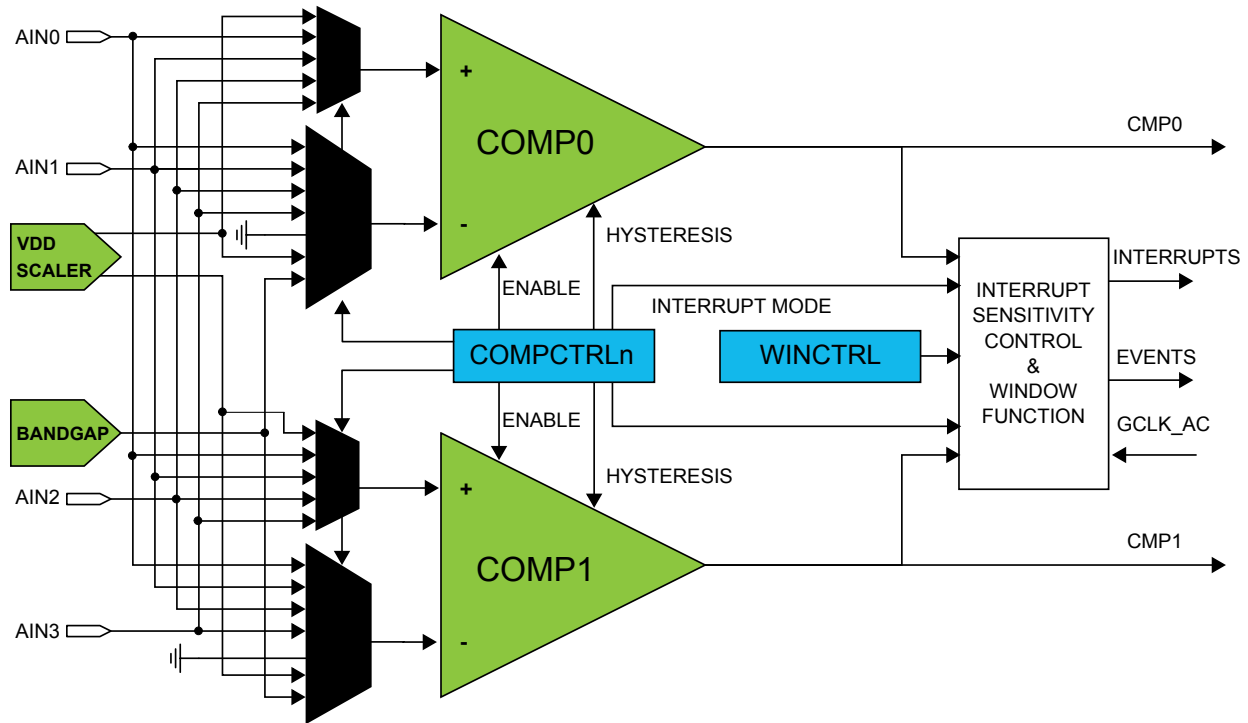 AIN0
+
COMP0
-
CMP0
AIN1
VDD
SCALER
HYSTERESIS
ENABLE
INTERRUPT MODE
COMPCTRLn
WINCTRL
INTERRUPT
SENSITIVITY
CONTROL
&
WINDOW
FUNCTION
INTERRUPTS
EVENTS
GCLK_AC
BANDGAP
ENABLE
HYSTERESIS
AIN2
+
COMP1
-
CMP1
AIN3